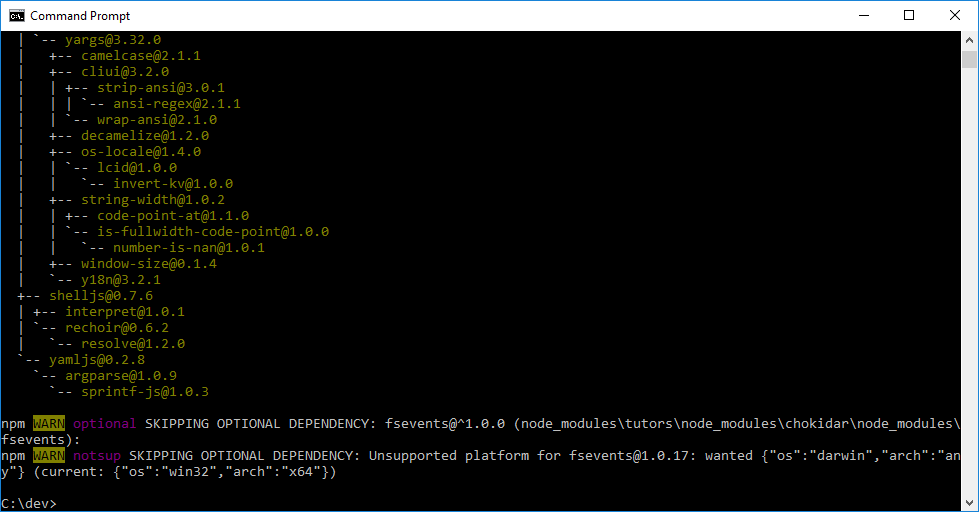 Command Prompt
| `-- yargs@3.32.0
|   +-- camelcase@2.1.1
|   +-- cliui@3.2.0
|   | +-- strip-ansi@3.0.1
|   | | `-- ansi-regex@2.1.1
|   | `-- wrap-ansi@2.1.0
|   +-- decamelize@1.2.0
|   +-- os-locale@1.4.0
|   | `-- lcid@1.0.0
|   |   `-- invert-kv@1.0.0
|   +-- string-width@1.0.2
|   | +-- code-point-at@1.1.0
|   | `-- is-fullwidth-code-point@1.0.0
|   |   `-- number-is-nan@1.0.1
|   +-- window-size@0.1.4
|   `-- y18n@3.2.1
+-- shelljs@0.7.6
| +-- interpret@1.0.1
| `-- rechoir@0.6.2
|   `-- resolve@1.2.0
`-- yamljs@0.2.8
  `-- argparse@1.0.9
    `-- sprintf-js@1.0.3
npm WARN optional SKIPPING OPTIONAL DEPENDENCY: fsevents@^1.0.0 (node_modules\tutors\node_modules\chokidar\node_modules\
fsevents):
npm WARN notsup SKIPPING OPTIONAL DEPENDENCY: Unsupported platform for fsevents@1.0.17: wanted {"os":"darwin","arch":"an
y"} (current: {"os":"win32","arch":"x64"})
C:\dev>